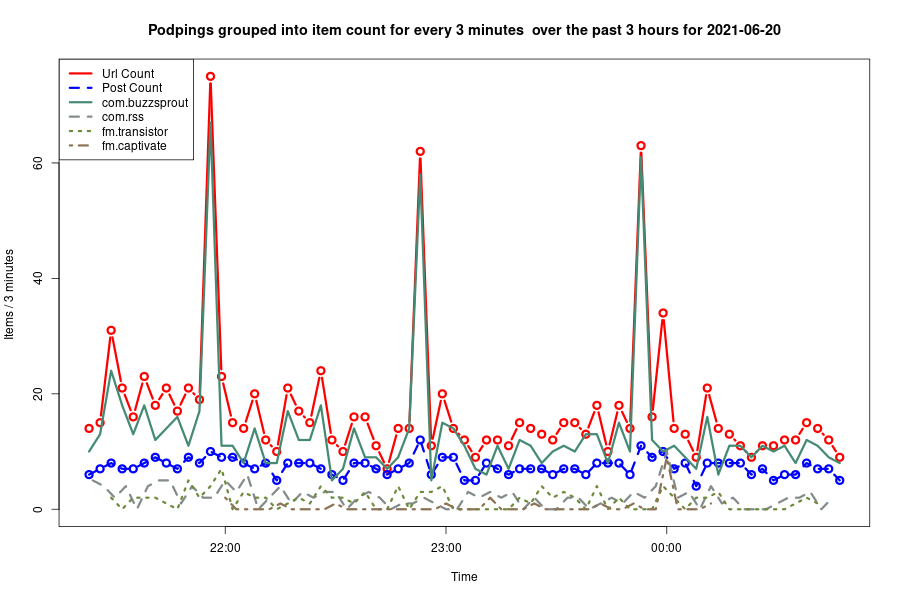 Podpings grouped into item count for every 3 minutes  over the past 3 hours for 2021-06-20
Url Count
Post Count
com.buzzsprout
com.rss
fm.transistor
fm.captivate
Items / 3 minutes
60
40
20
0
22:00
23:00
00:00
Time